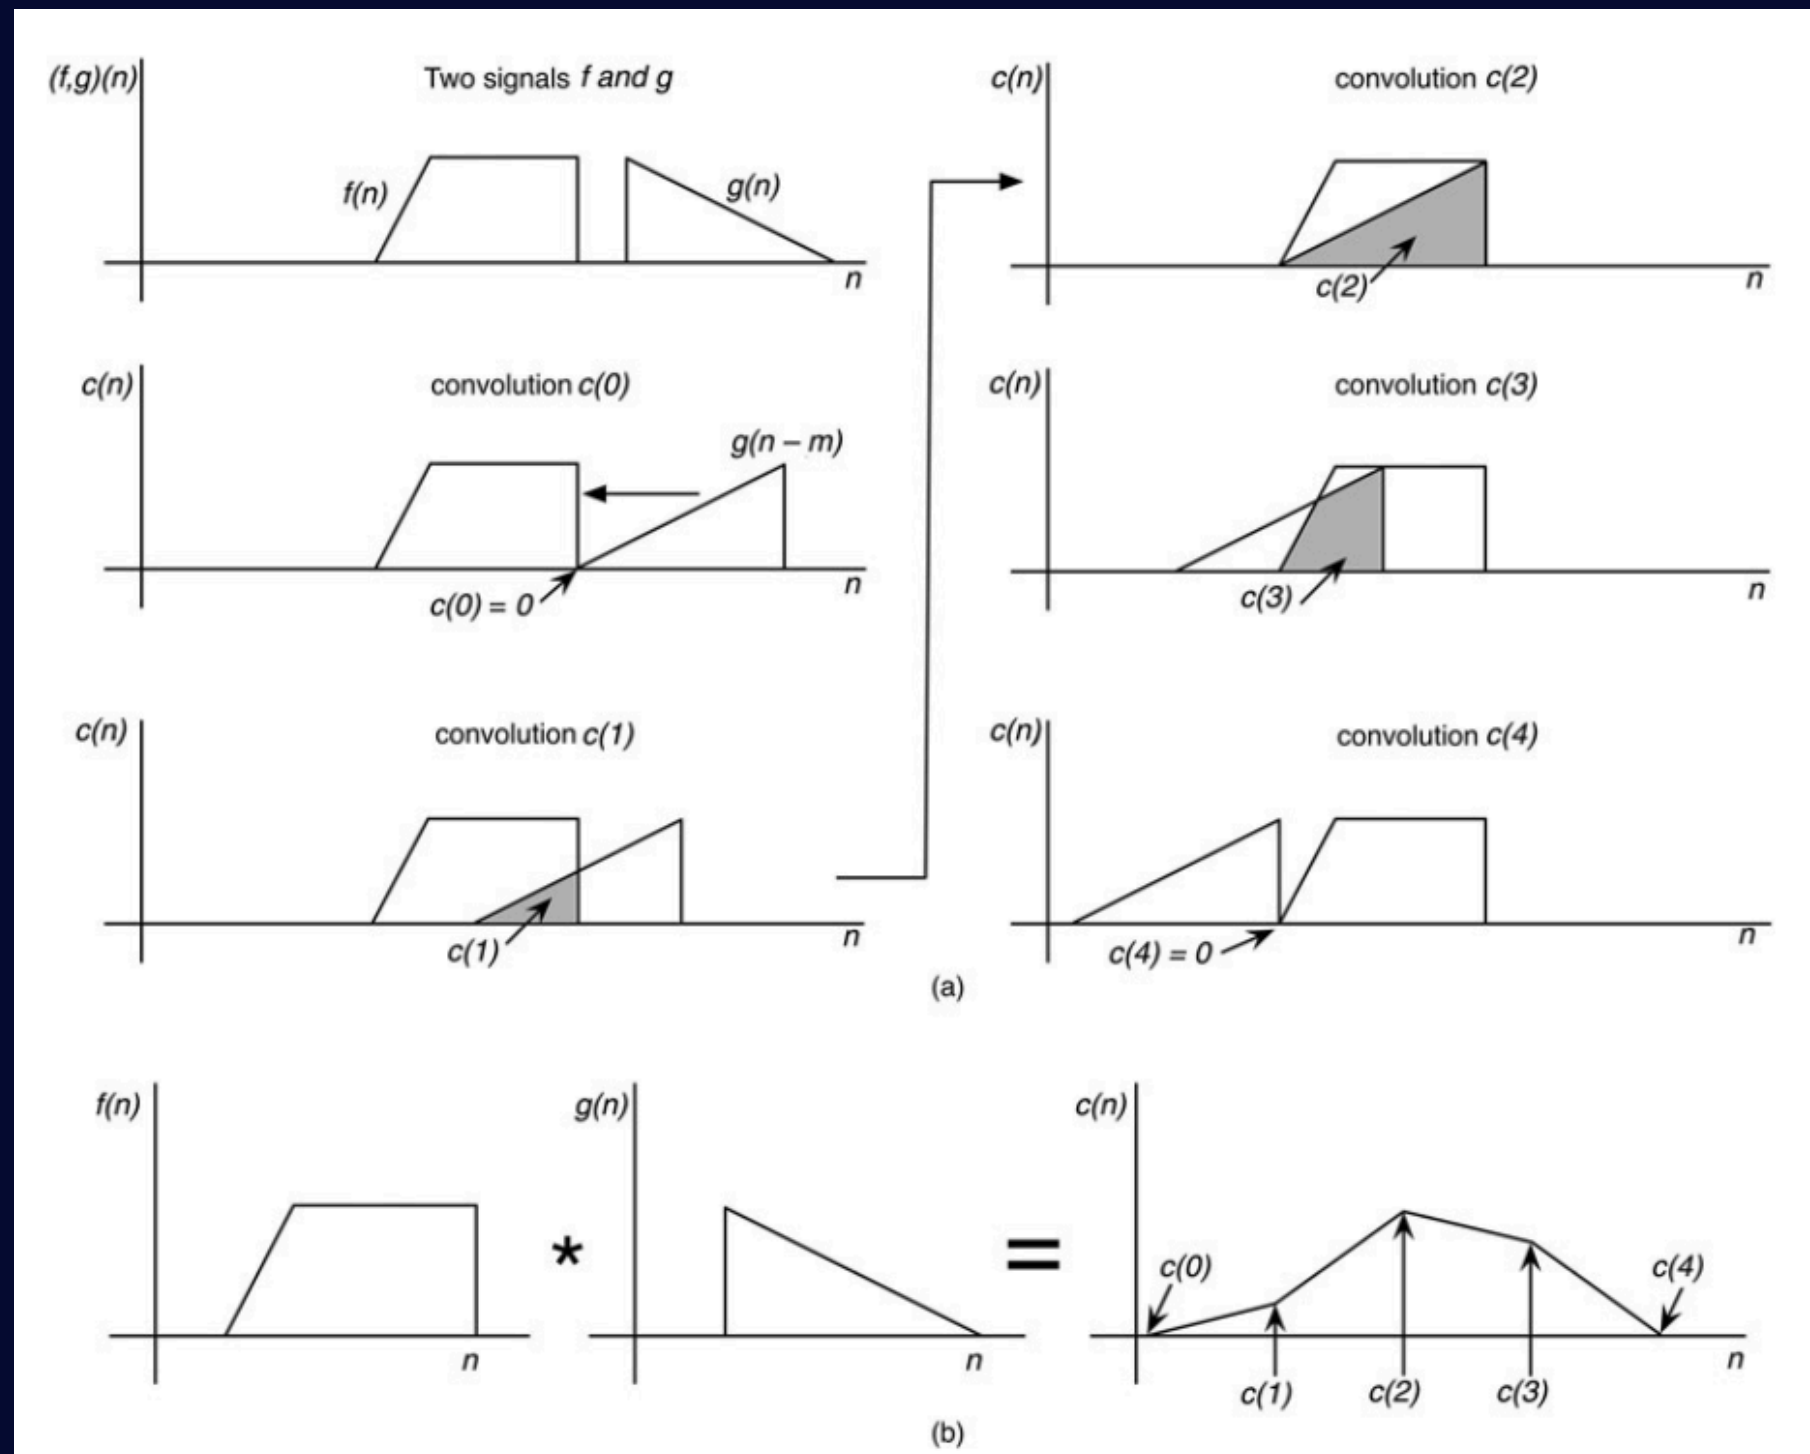 (f,g)(n)
Two signals f and g
f(n)
g(n)
n
c(n)
convolution c(0)
g(n – m)
c(0) = 0
n
c(n)
convolution c(1)
c(1)
n
c(n)
convolution c(2)
c(2)
n
c(n)
convolution c(3)
c(3)
n
c(n)
convolution c(4)
c(4) = 0
n
(a)
f(n)
n
*
g(n)
n
=
c(n)
c(0)
c(4)
n
c(1)
c(2)
c(3)
(b)